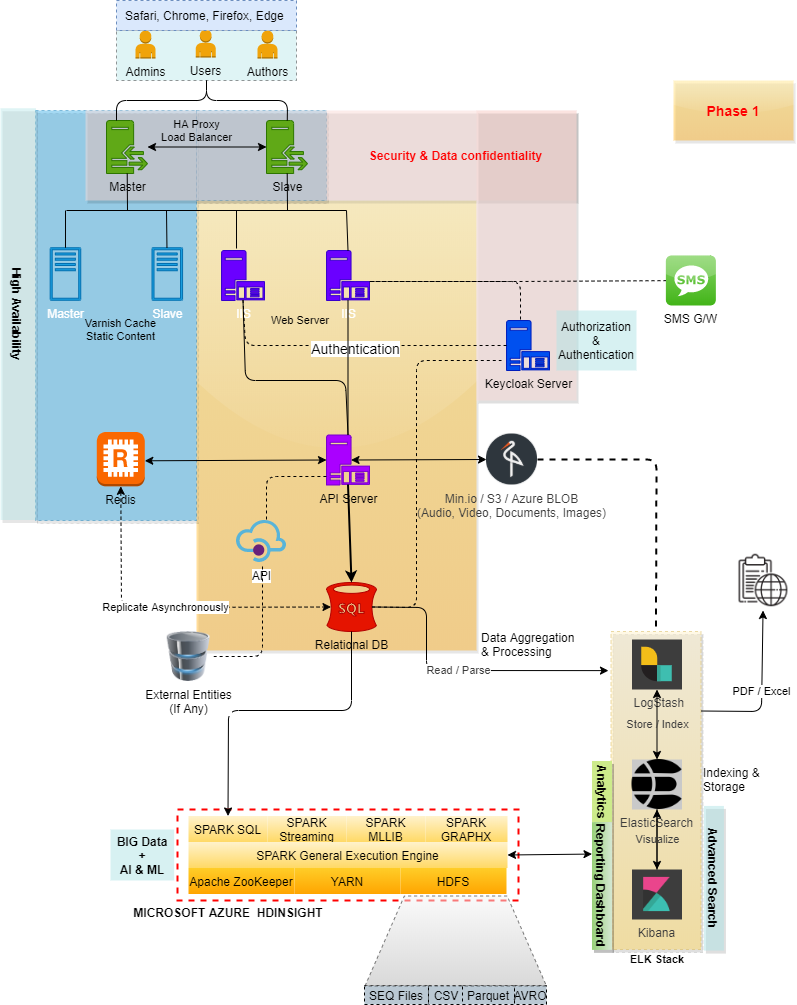 Safari, Chrome, Firefox, Edge
Admins
Users
Authors
Phase 1
HA Proxy
Load Balancer
Master
Slave
Security & Data confidentiality
High Availability
Master
Slave
Varnish Cache
Static Content
IIS
IIS
Web Server
SMS
SMS G/W
Authorization
&
Authentication
Authentication
Keycloak Server
R
Redis
API Server
Min.io / S3 / Azure BLOB
(Audio, Video, Documents, Images)
API
Replicate Asynchronously
SQL
Relational DB
Data Aggregation
& Processing
Read / Parse
External Entities
(If Any)
LogStash
Store / Index
PDF / Excel
Indexing &
Storage
ElasticSearch
Visualize
Kibana
ELK Stack
Analytics Reporting Dashboard
Advanced Search
BIG Data
+
AI & ML
SPARK SQL
SPARK
Streaming
SPARK
MLLIB
SPARK
GRAPHX
SPARK General Execution Engine
Apache ZooKeeper
YARN
HDFS
MICROSOFT AZURE HDINSIGHT
SEQ Files
CSV
Parquet
AVRO